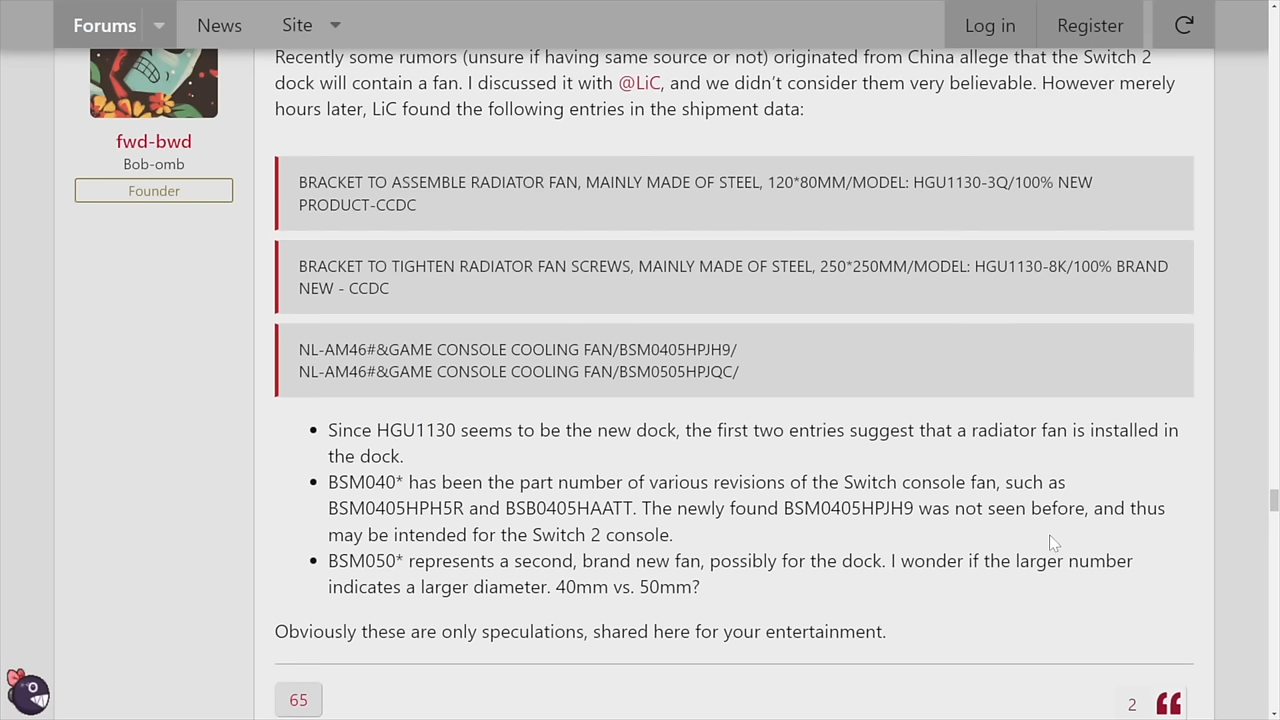 Forums
News
Site
Log in
Register
Recently some rumors (unsure if having same source or not) originated from China allege that the Switch 2
dock will contain a fan. I discussed it with @LiC, and we didn’t consider them very believable. However merely
hours later, LiC found the following entries in the shipment data:
fwd-bwd
Bob-omb
Founder
BRACKET TO ASSEMBLE RADIATOR FAN, MAINLY MADE OF STEEL, 120*80MM/MODEL: HGU1130-3Q/100% NEW
PRODUCT-CCDC
BRACKET TO TIGHTEN RADIATOR FAN SCREWS, MAINLY MADE OF STEEL, 250*250MM/MODEL: HGU1130-8K/100% BRAND
NEW - CCDC
NL-AM46#&GAME CONSOLE COOLING FAN/BSM0405HPJH9/
NL-AM46#&GAME CONSOLE COOLING FAN/BSM0505HPJQC/
• Since HGU1130 seems to be the new dock, the first two entries suggest that a radiator fan is installed in
the dock.
• BSM040* has been the part number of various revisions of the Switch console fan, such as
BSM0405HPH5R and BSB0405HAATT. The newly found BSM0405HPJH9 was not seen before, and thus
may be intended for the Switch 2 console.
• BSM050* represents a second, brand new fan, possibly for the dock. I wonder if the larger number
indicates a larger diameter. 40mm vs. 50mm?
Obviously these are only speculations, shared here for your entertainment.
65
2